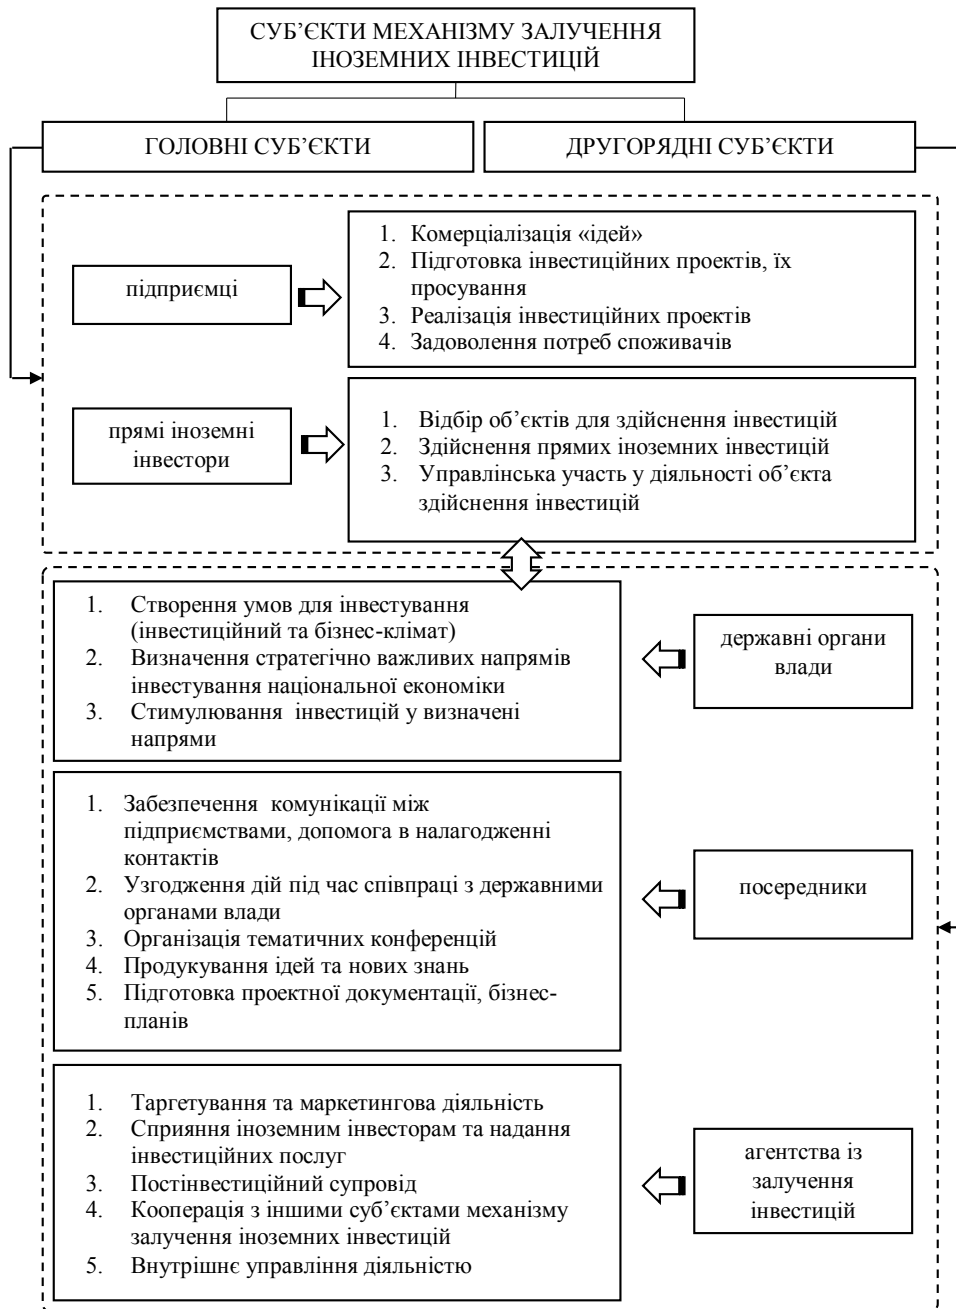 СУБ’ЄКТИ МЕХАНІЗМУ ЗАЛУЧЕННЯ
ІНОЗЕМНИХ ІНВЕСТИЦІЙ
ГОЛОВНІ СУБ’ЄКТИ
ДРУГОРЯДНІ СУБ’ЄКТИ
підприємці
1. Комерціалізація «ідей»
2. Підготовка інвестиційних проектів, їх
просування
3. Реалізація інвестиційних проектів
4. Задоволення потреб споживачів
прямі іноземні
інвестори
1. Відбір об’єктів для здійснення інвестицій
2. Здійснення прямих іноземних інвестицій
3. Управлінська участь у діяльності об’єкта
здійснення інвестицій
1. Створення умов для інвестування
(інвестиційний та бізнес-клімат)
2. Визначення стратегічно важливих напрямів
інвестування національної економіки
3. Стимулювання інвестицій у визначені
напрями
державні органи
влади
1. Забезпечення комунікації між
підприємствами, допомога в налагодженні
контактів
2. Узгодження дій під час співпраці з державними
органами влади
3. Організація тематичних конференцій
4. Продукування ідей та нових знань
5. Підготовка проектної документації, бізнес-
планів
посередники
1. Таргетування та маркетингова діяльність
2. Сприяння іноземним інвесторам та надання
інвестиційних послуг
3. Постінвестиційний супровід
4. Кооперація з іншими суб’єктами механізму
залучення іноземних інвестицій
5. Внутрішнє управління діяльністю
агентства із
залучення
інвестицій